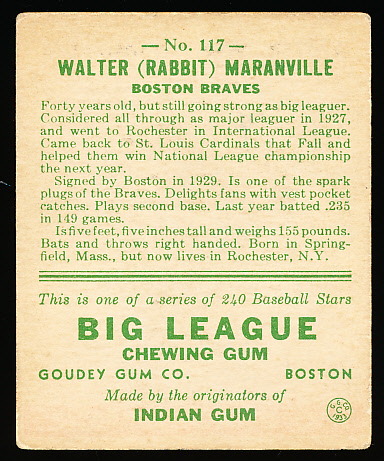 — No. 117 —
WALTER (RABBIT) MARANVILLE
BOSTON BRAVES
Forty years old, but still going strong as big leaguer.
Considered all through as major leaguer in 1927,
and went to Rochester in International League.
Came back to St. Louis Cardinals that Fall and
helped them win National League championship
the next year.
Signed by Boston in 1929. Is one of the spark
plugs of the Braves. Delights fans with vest pocket
catches. Plays second base. Last year batted .235
in 149 games.
Is five feet, five inches tall and weighs 155 pounds.
Bats and throws right handed. Born in Spring-
field, Mass., but now lives in Rochester, N.Y.
This is one of a series of 240 Baseball Stars
BIG LEAGUE
CHEWING GUM
GOUDEY GUM CO. BOSTON
Made by the originators of
INDIAN GUM
G. G. CO.
C
1933